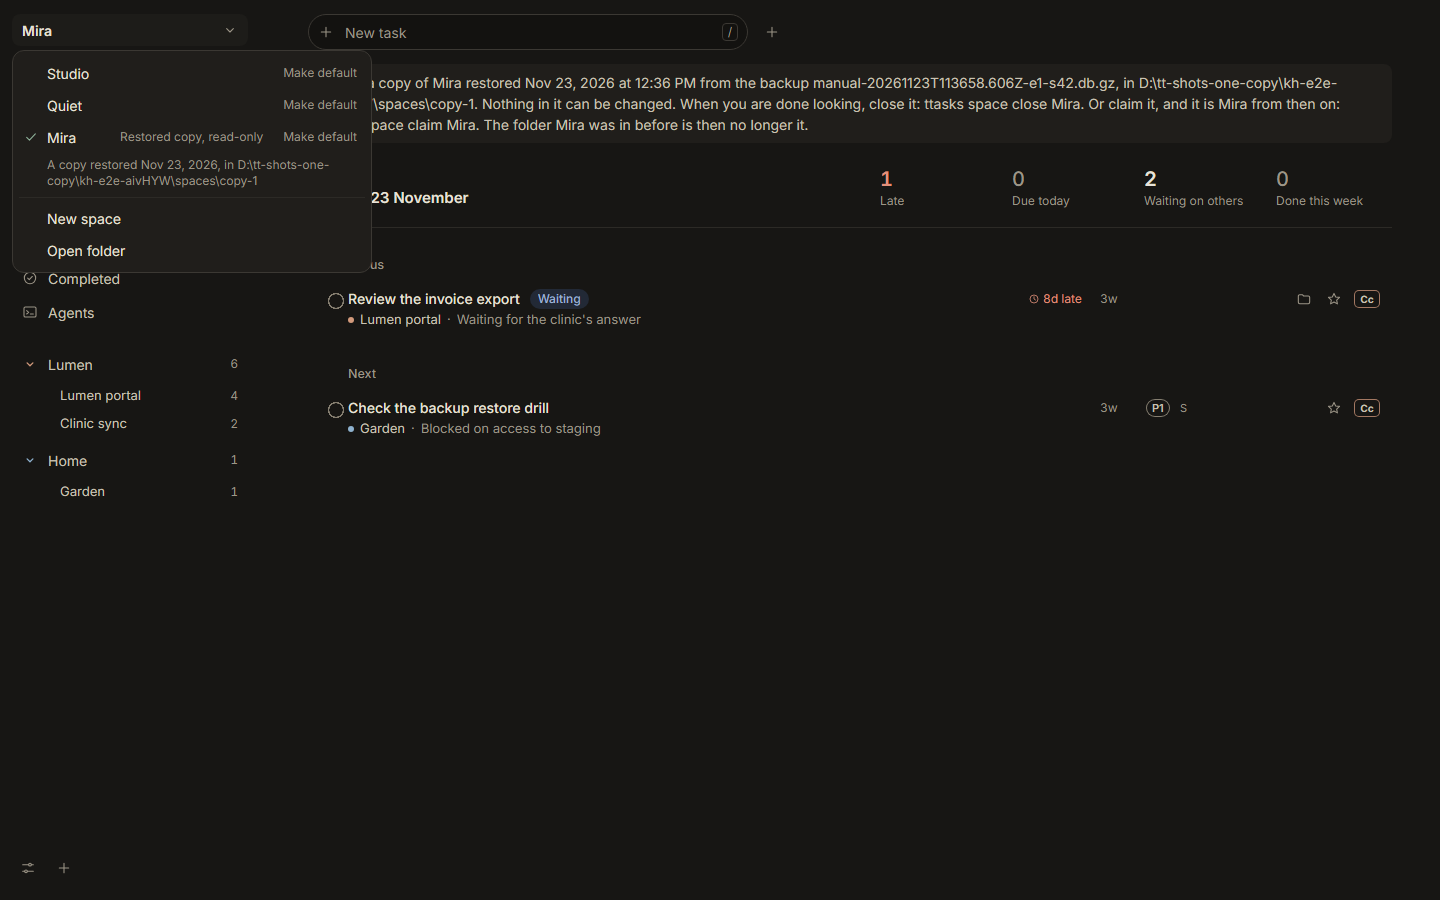 Mira
New task /
Studio Make default
Quiet Make default
Mira Restored copy, read-only Make default
A copy restored Nov 23, 2026, in D:\tt-shots-one-
copy\kh-e2e-aivHYW\spaces\copy-1
New space
Open folder
copy of Mira restored Nov 23, 2026 at 12:36 PM from the backup manual-20261123T113658.606Z-e1-s42.db.gz, in D:\tt-shots-one-copy\kh-e2e-
\spaces\copy-1. Nothing in it can be changed. When you are done looking, close it: ttasks space close Mira. Or claim it, and it is Mira from then on:
pace claim Mira. The folder Mira was in before is then no longer it.
23 November
1 Late
0 Due today
2 Waiting on others
0 Done this week
Completed
Agents
Lumen 6
Lumen portal 4
Clinic sync 2
Home 1
Garden 1
us
Review the invoice export Waiting 8d late 3w Cc
Lumen portal · Waiting for the clinic's answer
Next
Check the backup restore drill 3w P1 S Cc
Garden · Blocked on access to staging